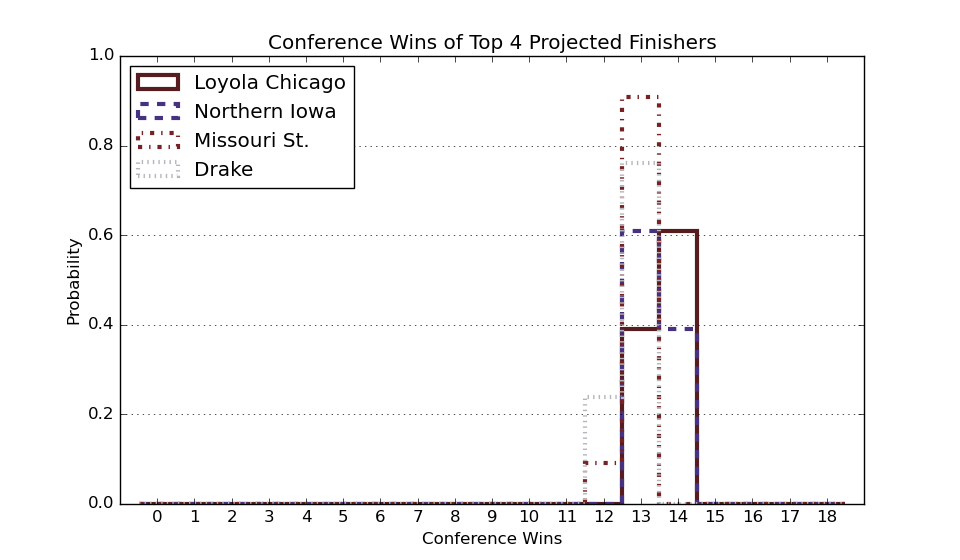 Conference Wins of Top 4 Projected Finishers
1.0
0.8
0.6
0.4
0.2
0.0
Probability
Loyola Chicago
Northern Iowa
Missouri St.
Drake
0 1 2 3 4 5 6 7 8 9 10 11 12 13 14 15 16 17 18
Conference Wins